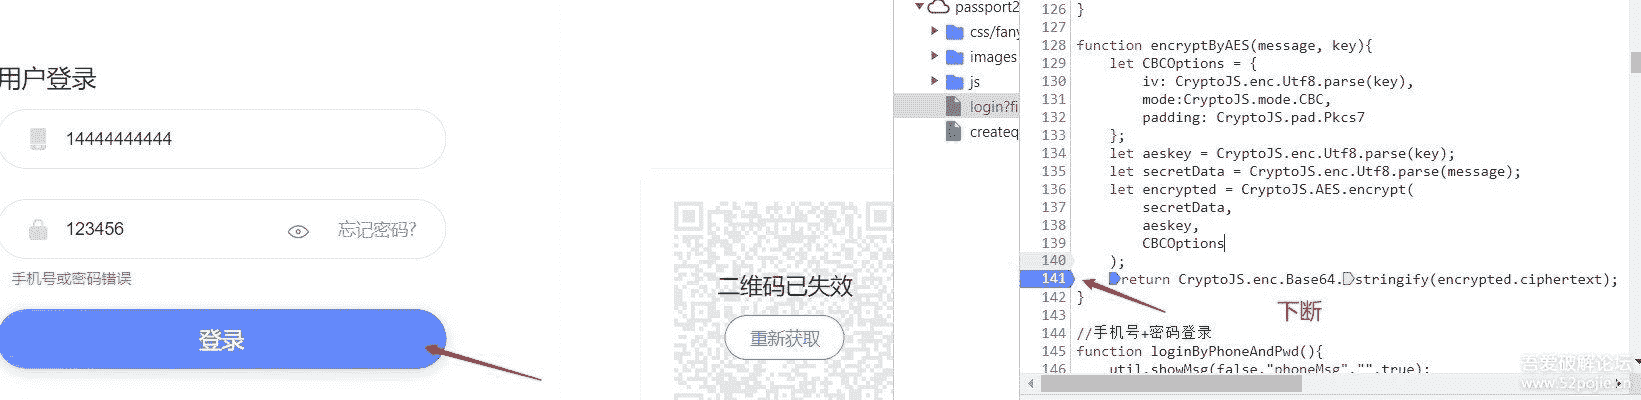 用户登录
14444444444
123456
忘记密码?
手机号或密码错误
登录
二维码已失效
重新获取
passport2
css/fany
images
js
login?fi
createq
126 }
127
128 function encryptByAES(message, key){
129 let CBCOptions = {
130 iv: CryptoJS.enc.Utf8.parse(key),
131 mode:CryptoJS.mode.CBC,
132 padding: CryptoJS.pad.Pkcs7
133 };
134 let aeskey = CryptoJS.enc.Utf8.parse(key);
135 let secretData = CryptoJS.enc.Utf8.parse(message);
136 let encrypted = CryptoJS.AES.encrypt(
137 secretData,
138 aeskey,
139 CBCOptions
140 );
141 return CryptoJS.enc.Base64.stringify(encrypted.ciphertext);
142 }
下断
143
144 //手机号+密码登录
145 function loginByPhoneAndPwd(){
146 util.showMsg(false,"phoneMsg","",true);
吾爱破解论坛
www.52pojie.cn